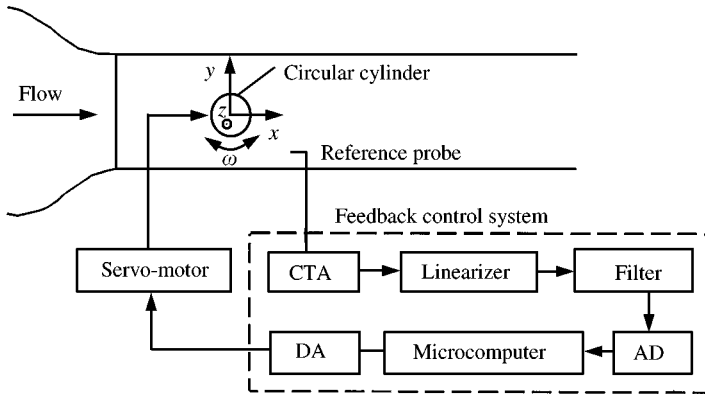 y
Circular cylinder
Flow
z
x
ω
Reference probe
Feedback control system
Servo-motor
CTA
Linearizer
Filter
DA
Microcomputer
AD